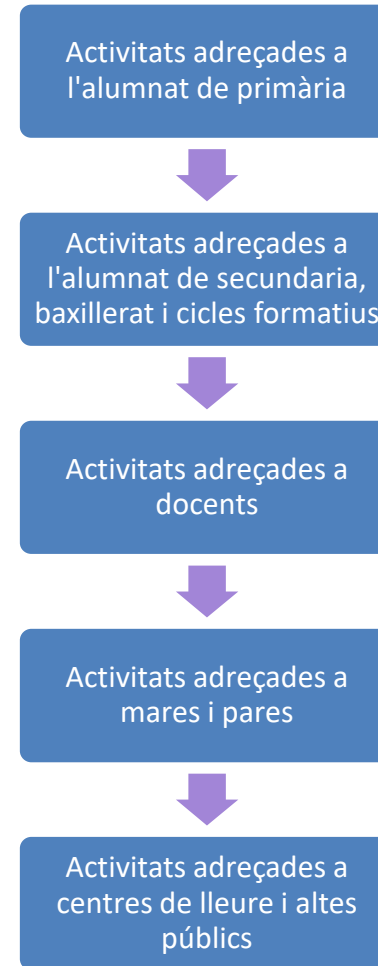 Activitats adreçades a
l'alumnat de primària
Activitats adreçades a
l'alumnat de secundaria,
baxillerat i cicles formatius
Activitats adreçades a
docents
Activitats adreçades a
mares i pares
Activitats adreçades a
centres de lleure i altes
públics